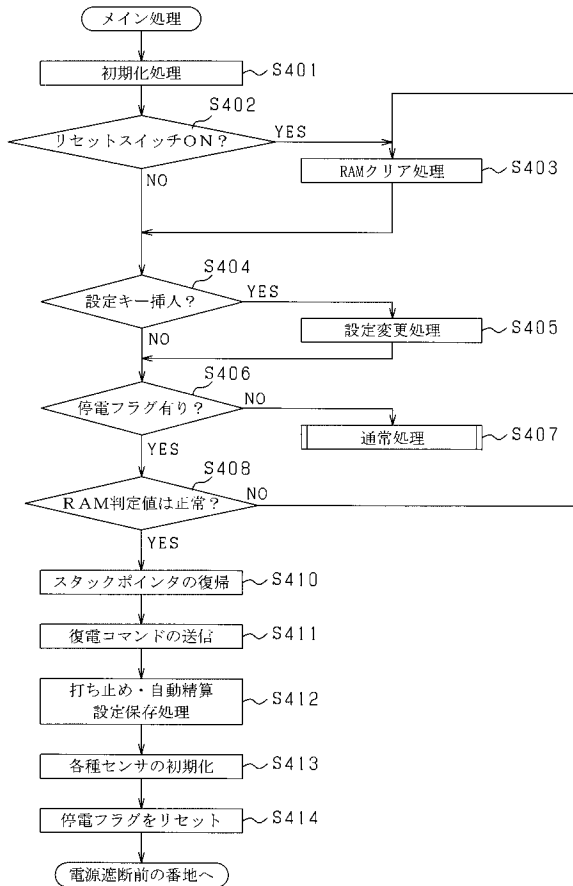 メイン処理
初期化処理
S401
S402
リセットスイッチON？
YES
NO
RAMクリア処理
S403
S404
設定キー挿入？
YES
NO
設定変更処理
S405
S406
停電フラグ有り？
NO
YES
通常処理
S407
S408
RAM判定値は正常？
NO
YES
スタックポインタの復帰
S410
復電コマンドの送信
S411
打ち止め・自動精算
設定保存処理
S412
各種センサの初期化
S413
停電フラグをリセット
S414
電源遮断前の番地へ